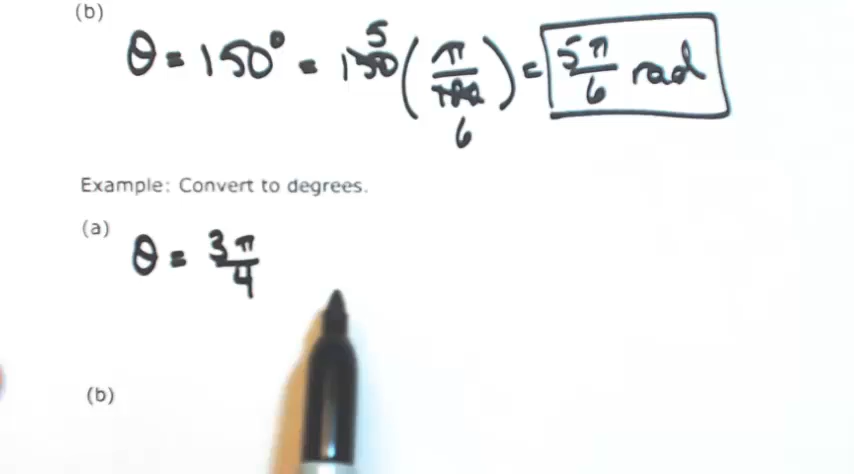 (b)
θ = 150° = 150 5 (π/180 6) = 5π/6 rad
Example: Convert to degrees.
(a) θ = 3π/4
(b)